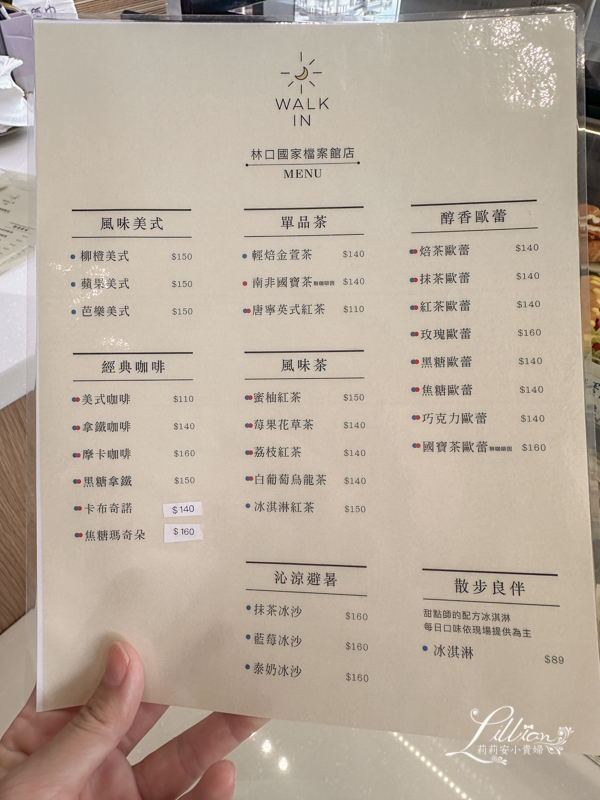 WALK
IN
林口國家檔案館店
MENU
風味美式
柳橙美式 $150
蘋果美式 $150
芭樂美式 $150
經典咖啡
美式咖啡 $110
拿鐵咖啡 $140
摩卡咖啡 $160
黑糖拿鐵 $150
卡布奇諾 $140
焦糖瑪奇朵 $160
單品茶
輕焙金萱茶 $140
南非國寶茶無咖啡因 $140
唐寧英式紅茶 $110
風味茶
蜜柚紅茶 $150
莓果花草茶 $140
荔枝紅茶 $140
白葡萄烏龍茶 $140
冰淇淋紅茶 $150
沁涼避暑
抹茶冰沙 $160
藍莓冰沙 $160
泰奶冰沙 $160
醇香歐蕾
焙茶歐蕾 $140
抹茶歐蕾 $140
紅茶歐蕾 $140
玫瑰歐蕾 $160
黑糖歐蕾 $140
焦糖歐蕾 $140
巧克力歐蕾 $140
國寶茶歐蕾無咖啡因 $160
散步良伴
甜點師的配方冰淇淋
每日口味依現場提供為主
冰淇淋 $89
Lillian
莉莉安小貴婦